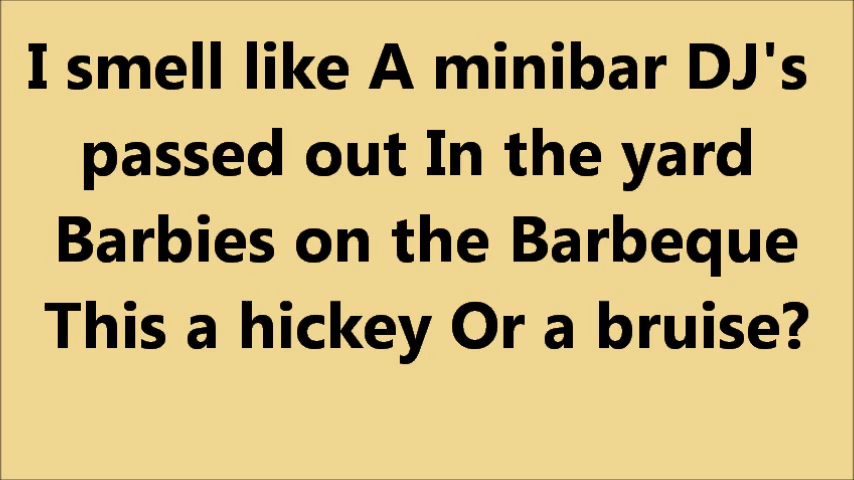 I smell like A minibar DJ's
passed out In the yard
Barbies on the Barbeque
This a hickey Or a bruise?